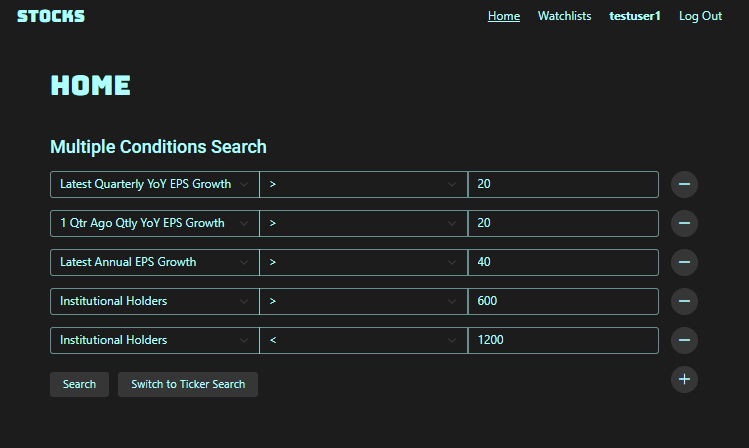 STOCKS Home Watchlists testuser1 Log Out
HOME
Multiple Conditions Search
Latest Quarterly YoY EPS Growth > 20
1 Qtr Ago Qtly YoY EPS Growth > 20
Latest Annual EPS Growth > 40
Institutional Holders > 600
Institutional Holders < 1200
Search Switch to Ticker Search